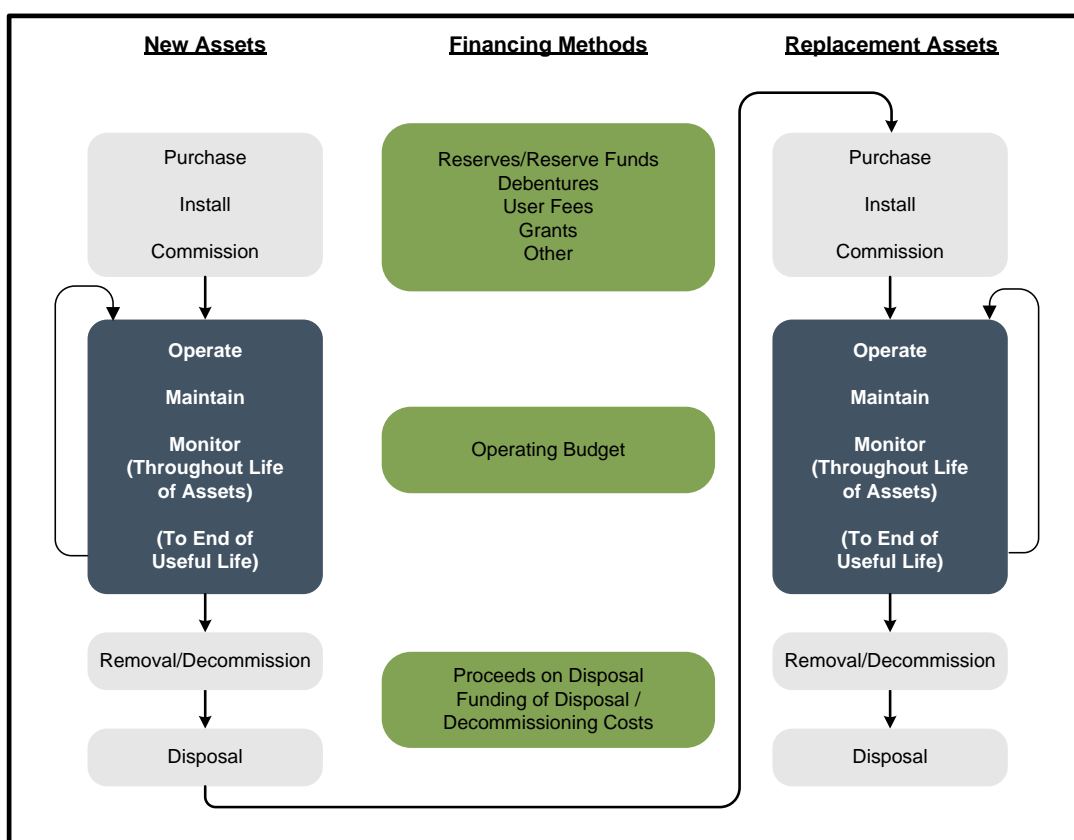 New Assets
Financing Methods
Replacement Assets
Purchase
Install
Commission
Operate
Maintain
Monitor
(Throughout Life
of Assets)
(To End of
Useful Life)
Removal/Decommission
Disposal
Reserves/Reserve Funds
Debentures
User Fees
Grants
Other
Operating Budget
Proceeds on Disposal
Funding of Disposal /
Decommissioning Costs
Purchase
Install
Commission
Operate
Maintain
Monitor
(Throughout Life
of Assets)
(To End of
Useful Life)
Removal/Decommission
Disposal